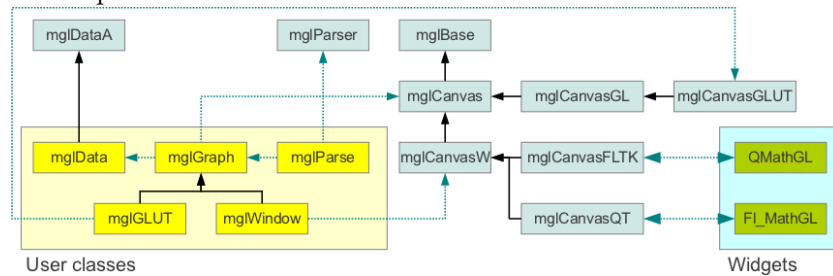 mglDataA mglParser mglBase
mglCanvas mglCanvasGL mglCanvasGLUT
mglData mglGraph mglParse mglCanvasW mglCanvasFLTK QMathGL
mglGLUT mglWindow mglCanvasQT Fl_MathGL
User classes Widgets